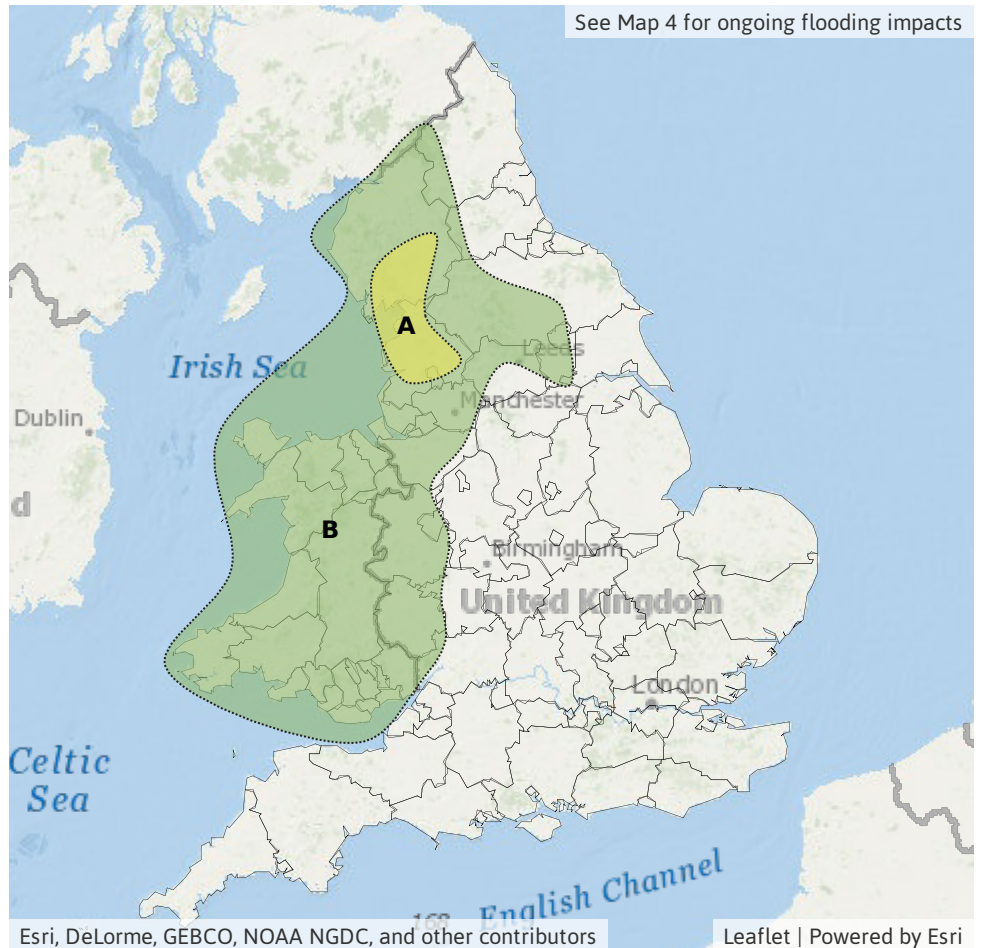 See Map 4 for ongoing flooding impacts
A
Leeds
Irish Sea
Manchester
Dublin
d
B
Birmingham
United Kingdom
London
Celtic
Sea
English Channel
168
Esri, DeLorme, GEBCO, NOAA NGDC, and other contributors
Leaflet | Powered by Esri